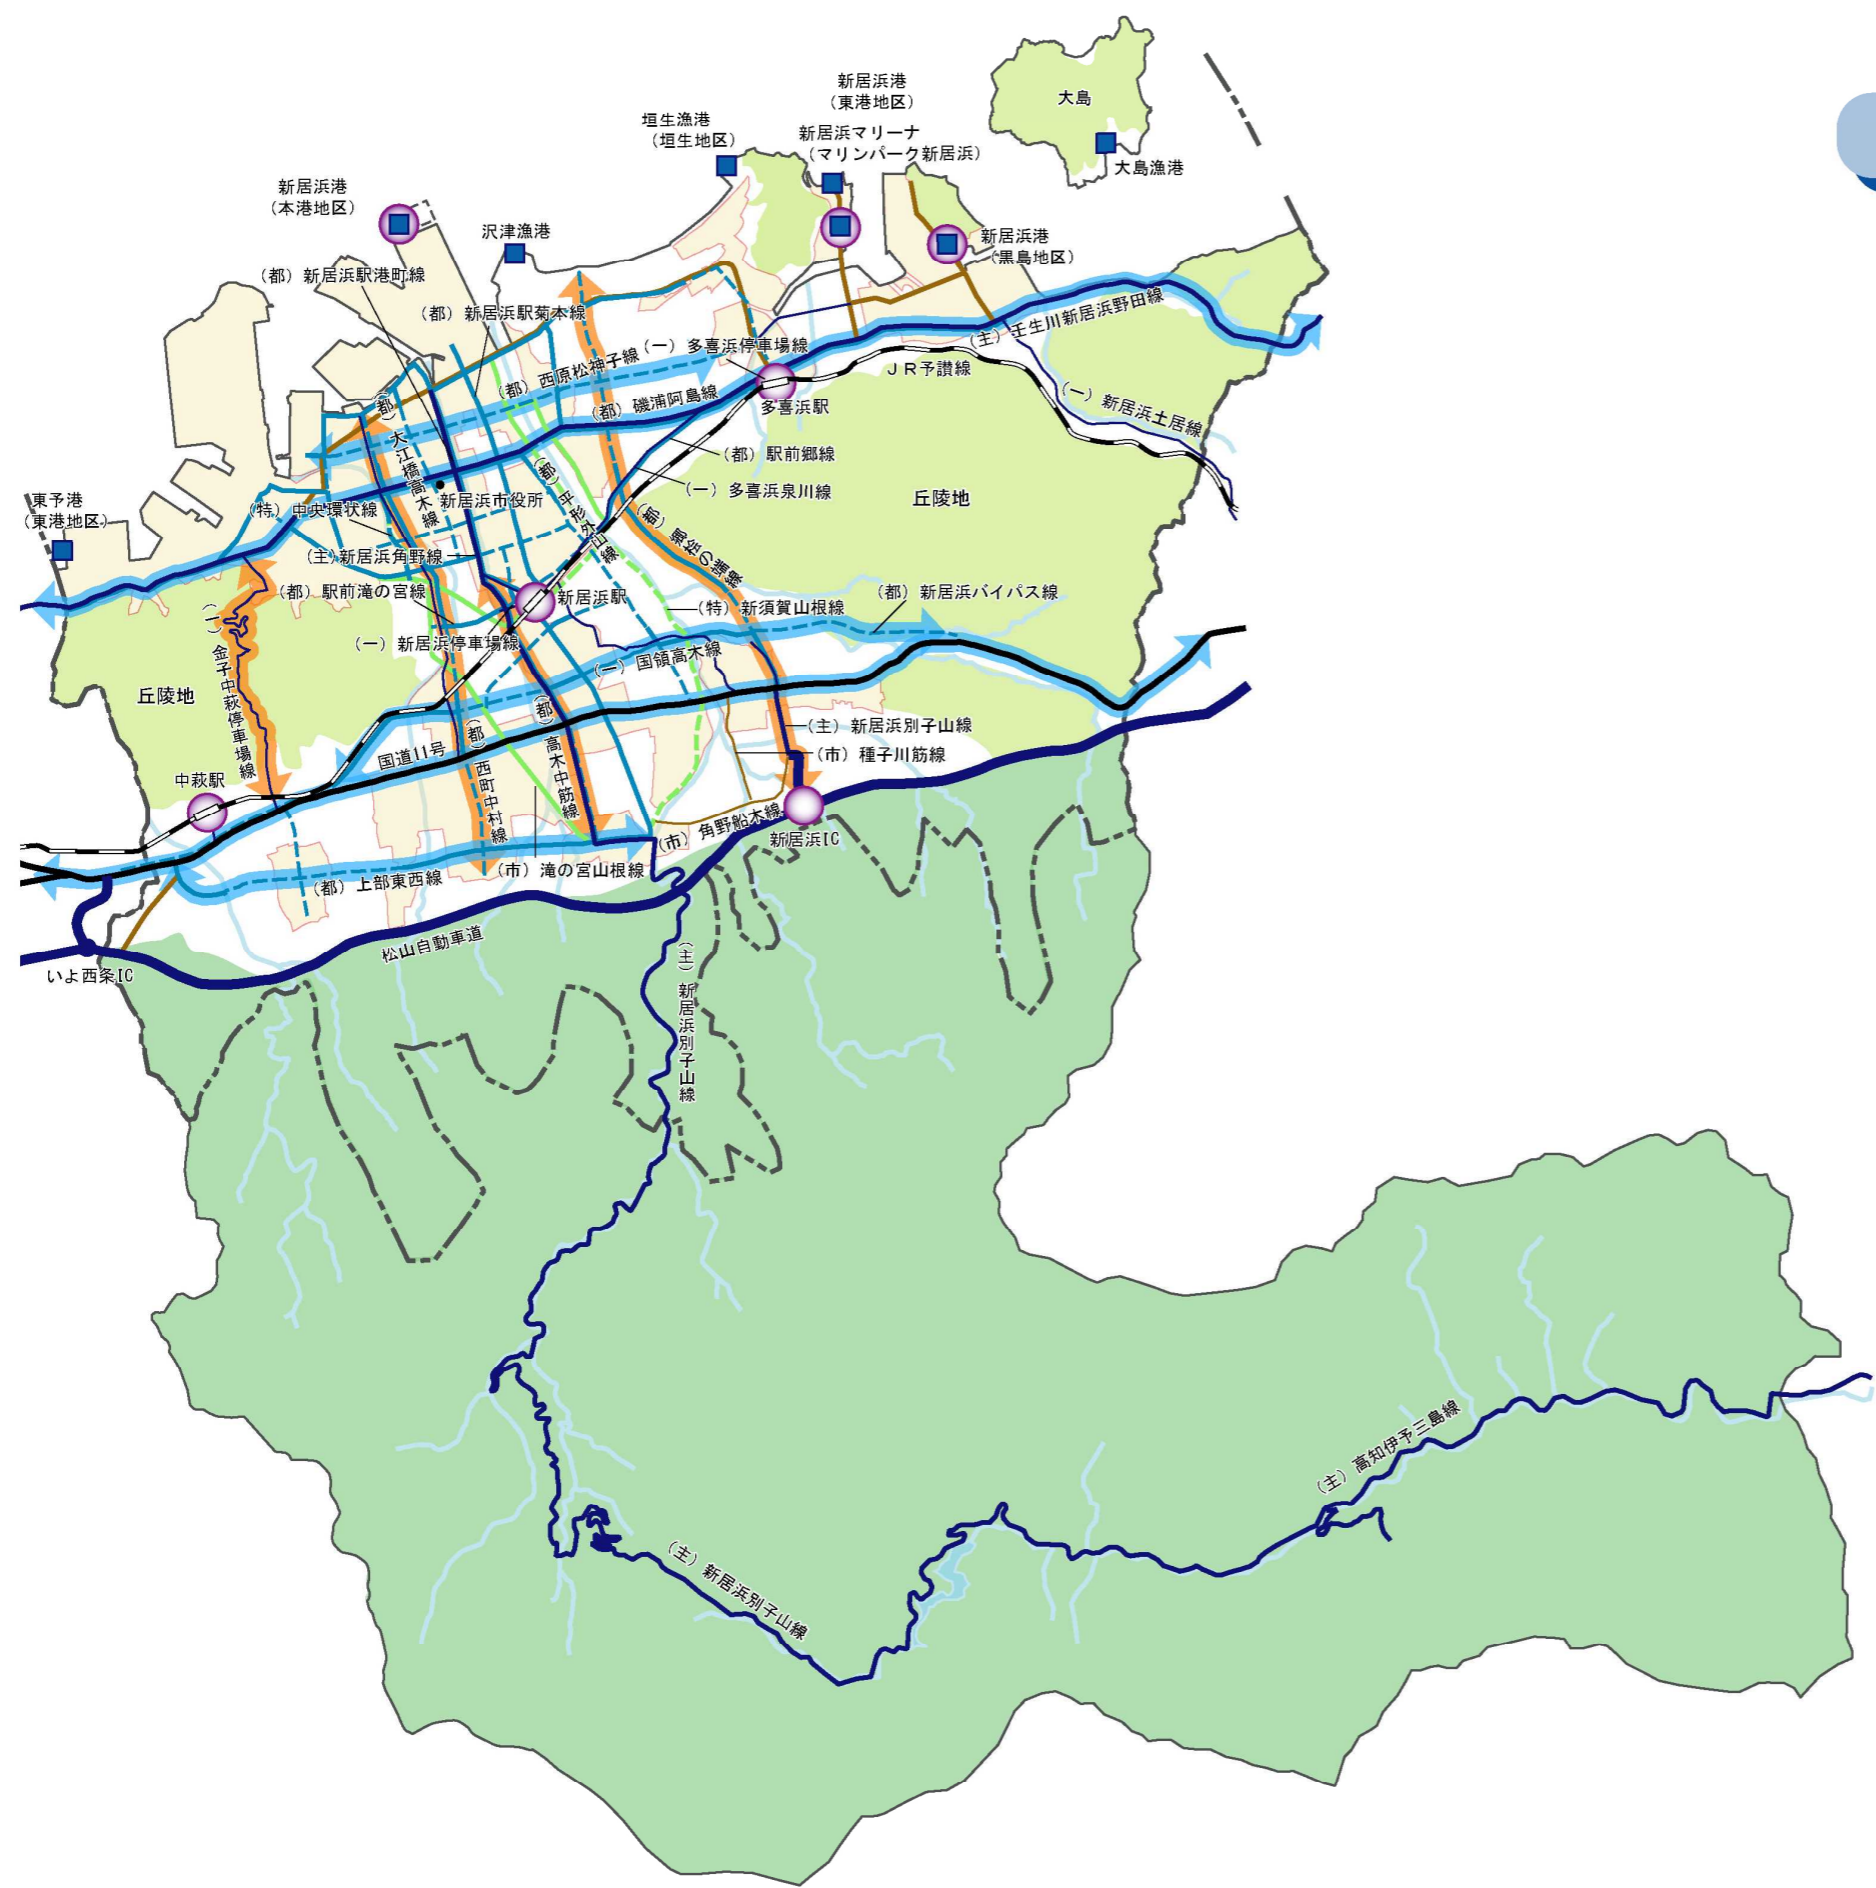 大島
大島漁港
新居浜港
（東港地区）
垣生漁港
（垣生地区）
新居浜マリーナ
（マリンパーク新居浜）
新居浜港
（本港地区）
沢津漁港
新居浜港
（黒島地区）
（都）新居浜駅港町線
（都）新居浜駅菊本線
（主）壬生川新居浜野田線
（都）西原松神子線
（一）多喜浜停車場線
ＪＲ予讃線
（都）磯浦阿島線
多喜浜駅
（一）新居浜土居線
（都）大江橋高木線
（都）駅前郷線
（一）多喜浜泉川線
東予港
（東港地区）
（特）中央環状線
新居浜市役所
（都）平形外山線
（都）郷桧の端線
丘陵地
（主）新居浜角野線
（都）駅前滝の宮線
新居浜駅
（特）新須賀山根線
（都）新居浜バイパス線
（一）金子中萩停車場線
（一）新居浜停車場線
（一）国領高木線
丘陵地
国道11号
（都）西町中村線
（都）高木中筋線
（主）新居浜別子山線
（市）種子川筋線
中萩駅
（市）角野船木線
新居浜IC
（都）上部東西線
（市）滝の宮山根線
松山自動車道
いよ西条IC
（主）新居浜別子山線
（主）高知伊予三島線
（主）新居浜別子山線